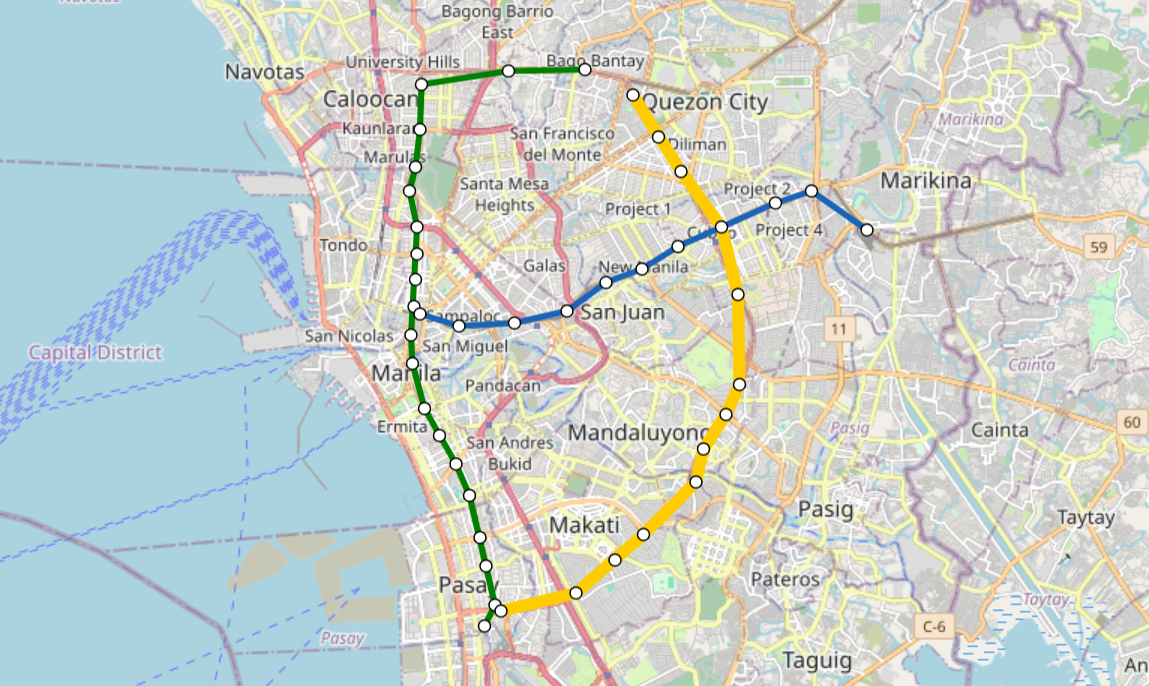 Bagong Barrio
East
University Hills
Bago Bantay
Navotas
Caloocan
Quezon City
Kaunlaran
San Francisco
del Monte
Diliman
Marikina
Marulas
Santa Mesa
Heights
Project 2
Marikina
Project 1
Cubao
Project 4
Tondo
59
Galas
New Manila
Sampaloc
San Juan
11
San Nicolas
San Miguel
Capital District
Cainta
Manila
Pandacan
Ermita
Mandaluyong
Pasig
60
Cainta
San Andres
Bukid
Makati
Pasig
Taytay
Pasay
Pateros
Taytay
C-6
Pasay
Taguig
An